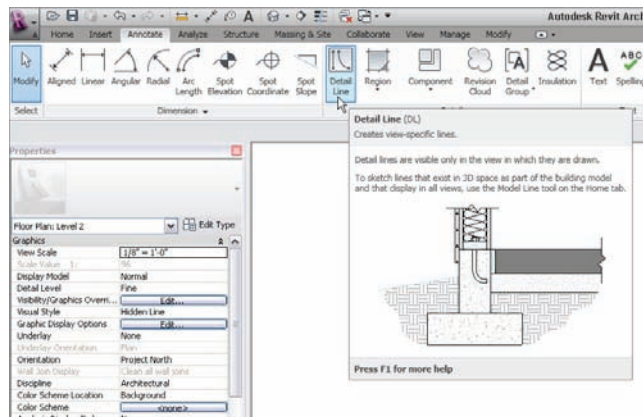 Autodesk Revit Arc
Home Insert Annotate Analyze Structure Massing & Site Collaborate View Manage Modify
Modify Aligned Linear Angular Radial Arc Length Spot Elevation Spot Coordinate Spot Slope Detail Line Region Component Revision Cloud Detail Group Insulation Text Spelling
Select Dimension
Detail Line (DL)
Creates view-specific lines.
Detail lines are visible only in the view in which they are drawn.
To sketch lines that exist in 3D space as part of the building model
and that display in all views, use the Model Line tool on the Home tab.
Press F1 for more help
Properties
Floor Plan: Level 2 Edit Type
Graphics
View Scale 1/8" = 1'-0"
Scale Value 1: 96
Display Model Normal
Detail Level Fine
Visibility/Graphics Overri... Edit...
Visual Style Hidden Line
Graphic Display Options Edit...
Underlay None
Underlay Orientation Plan
Orientation Project North
Wall Join Display Clean all wall joins
Discipline Architectural
Color Scheme Location Background
Color Scheme <none>